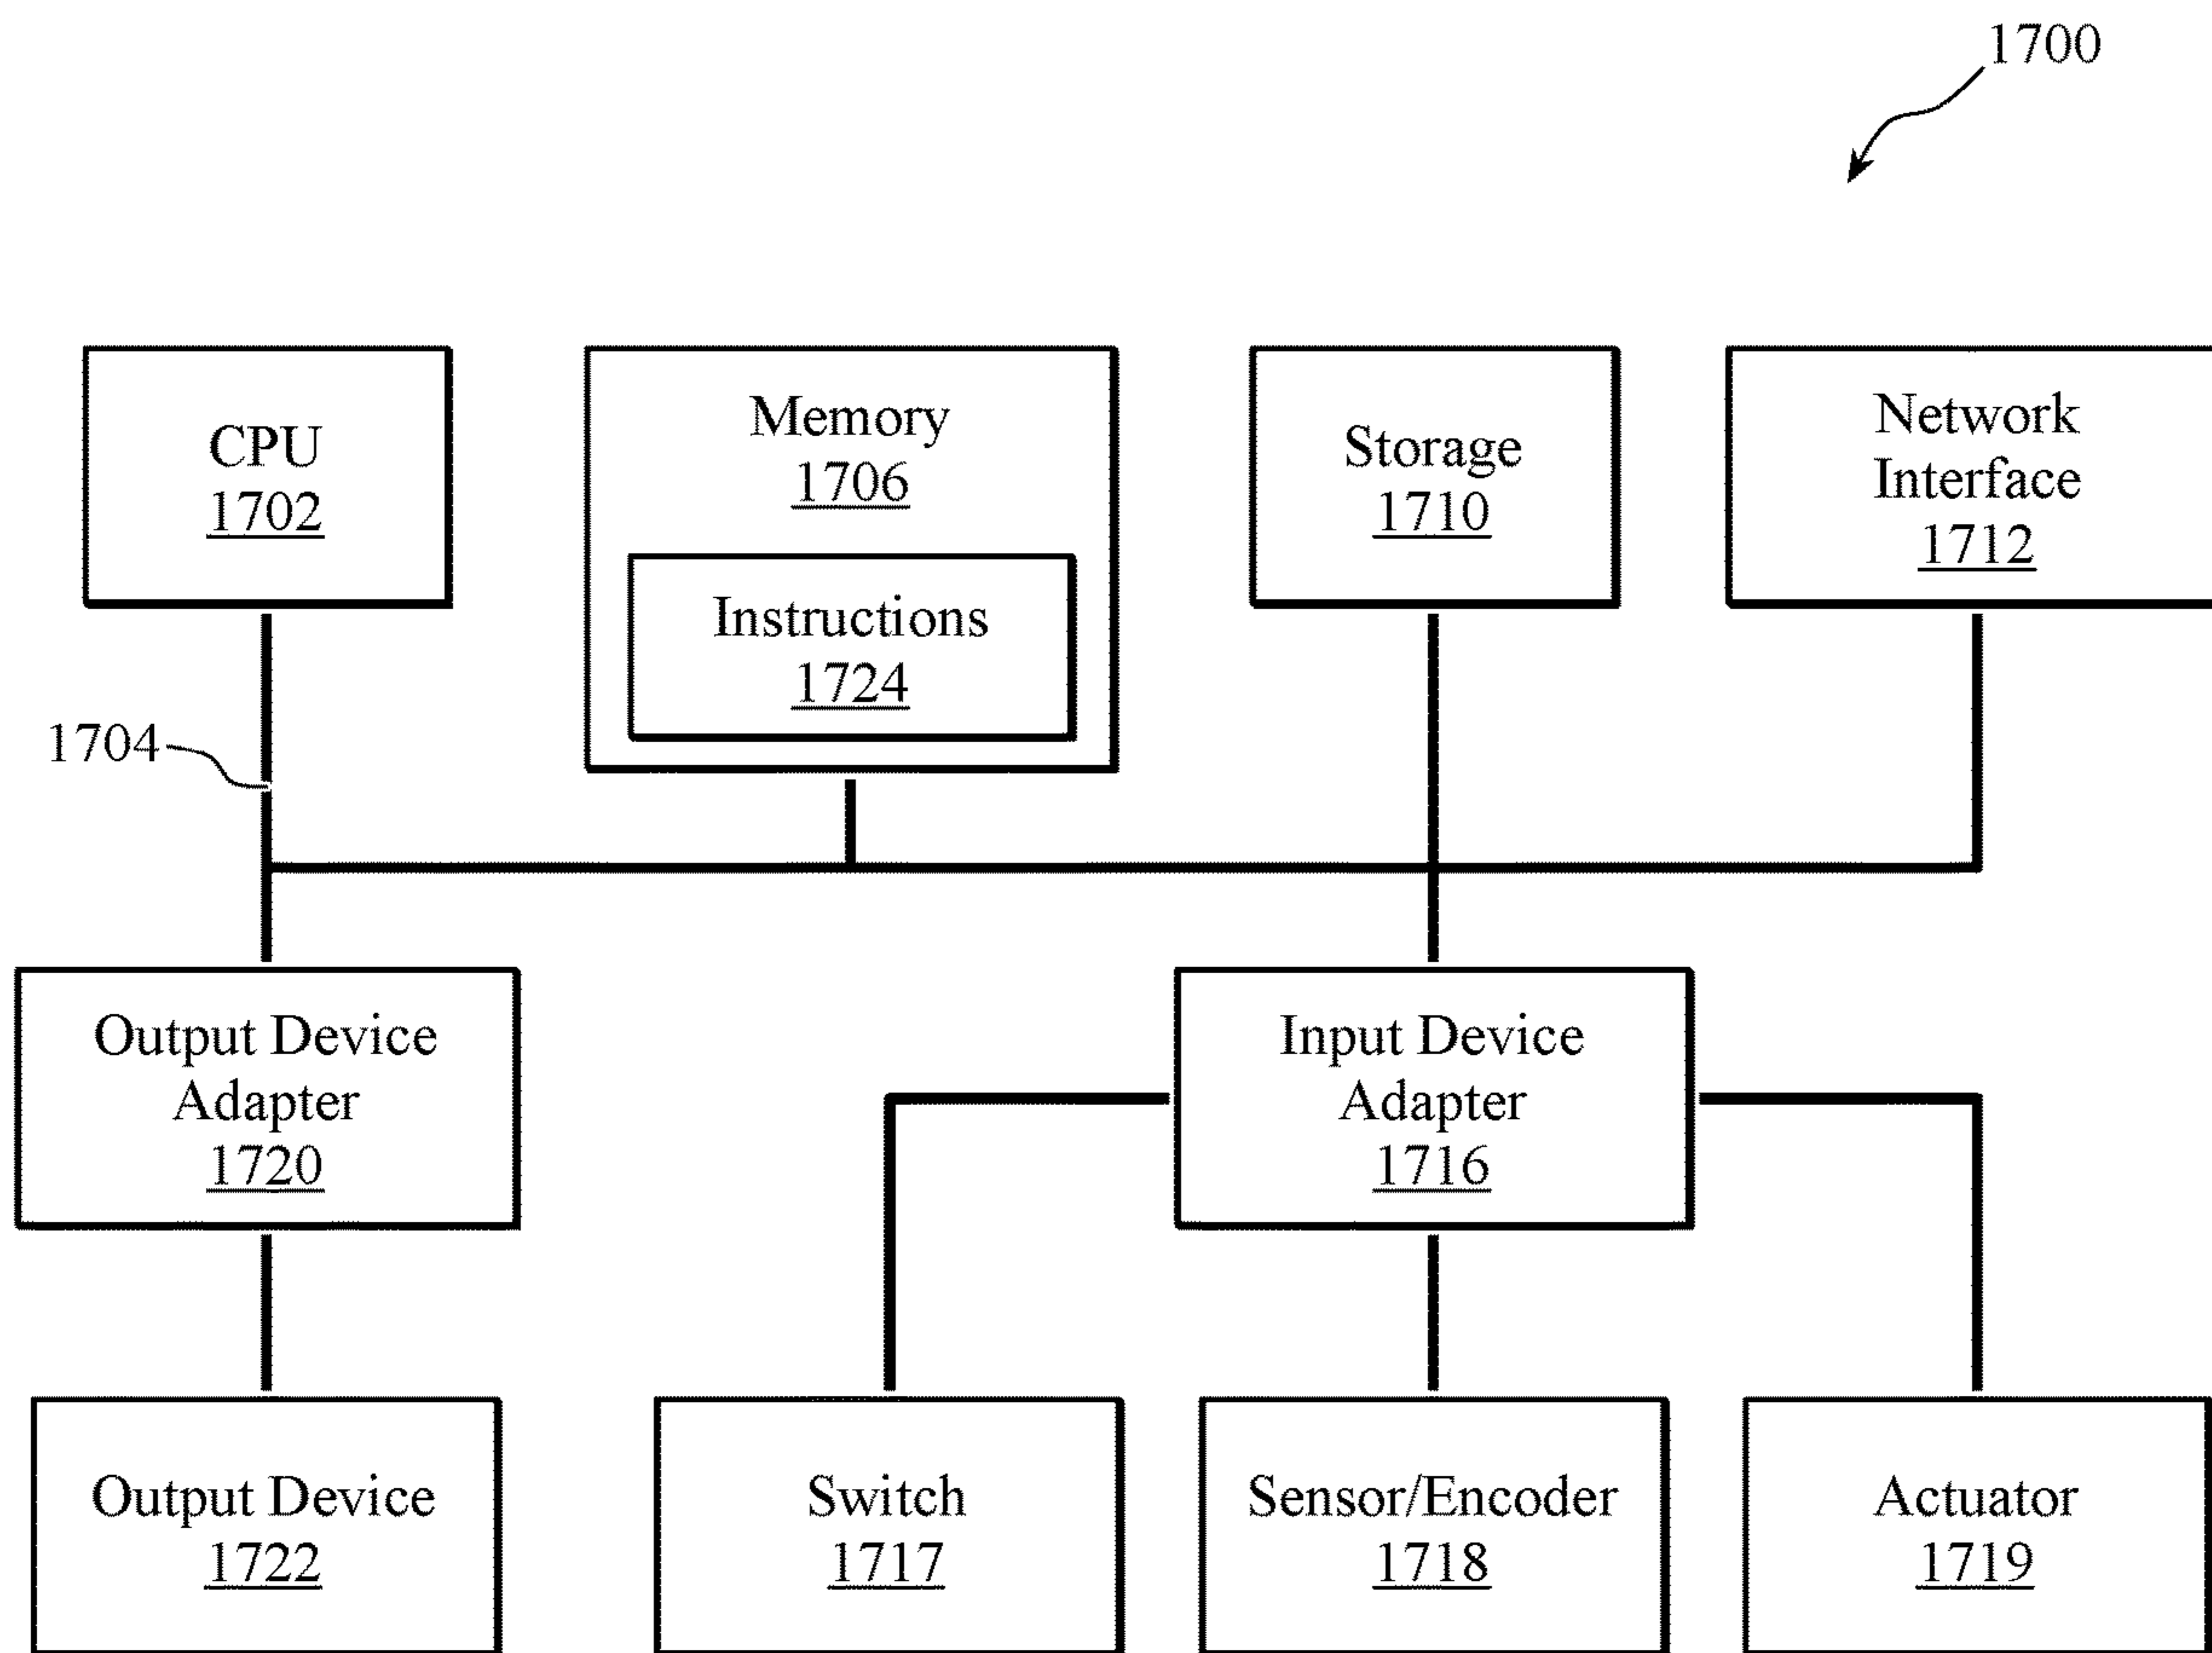 1700
CPU
1702
Memory
1706
Instructions
1724
Storage
1710
Network
Interface
1712
1704
Output Device
Adapter
1720
Input Device
Adapter
1716
Output Device
1722
Switch
1717
Sensor/Encoder
1718
Actuator
1719